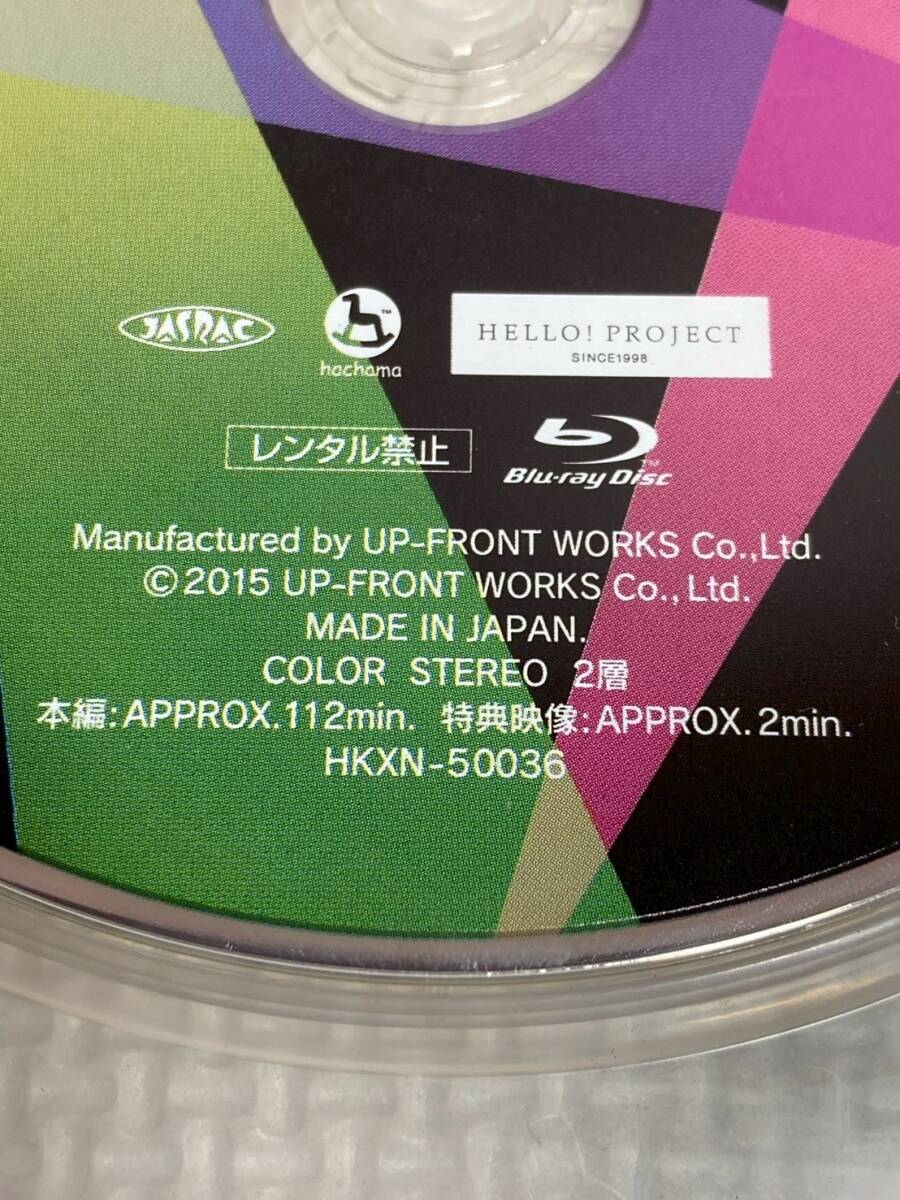 JASRAC
hachama
TM
HELLO! PROJECT
SINCE1998
レンタル禁止
Blu-ray Disc
TM
Manufactured by UP-FRONT WORKS Co.,Ltd.
©2015 UP-FRONT WORKS Co.,Ltd.
MADE IN JAPAN.
COLOR STEREO 2層
本編:APPROX.112min. 特典映像:APPROX.2min.
HKXN-50036